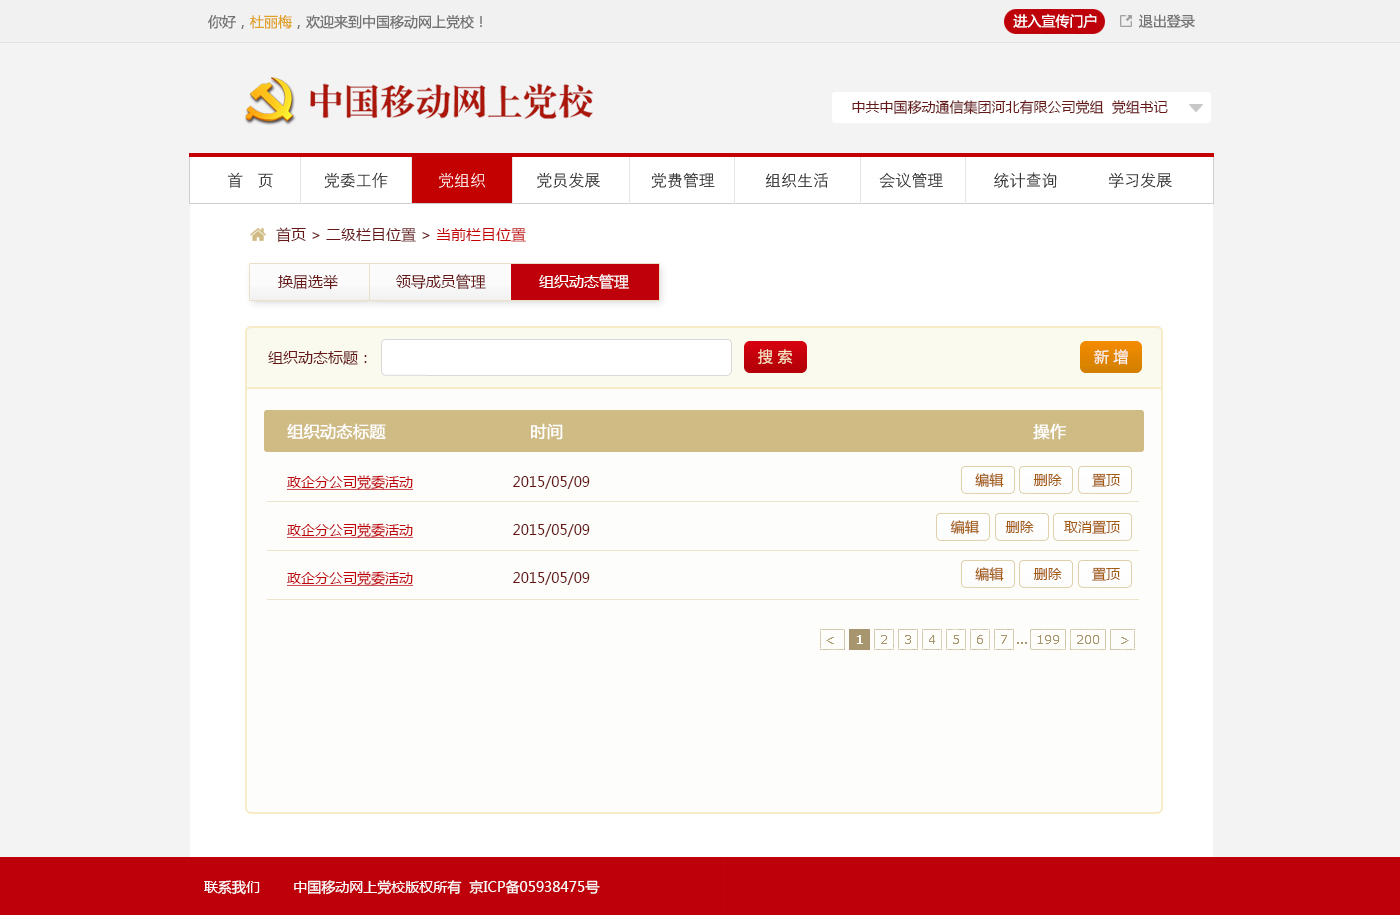 你好，杜丽梅，欢迎来到中国移动网上党校！
进入宣传门户 退出登录
中国移动网上党校
中共中国移动通信集团河北有限公司党组 党组书记
首 页 党委工作 党组织 党员发展 党费管理 组织生活 会议管理 统计查询 学习发展
首页 > 二级栏目位置 > 当前栏目位置
换届选举 领导成员管理 组织动态管理
组织动态标题： 搜 索 新 增
组织动态标题 时间 操作
政企分公司党委活动 2015/05/09 编辑 删除 置顶
政企分公司党委活动 2015/05/09 编辑 删除 取消置顶
政企分公司党委活动 2015/05/09 编辑 删除 置顶
< 1 2 3 4 5 6 7 ... 199 200 >
联系我们 中国移动网上党校版权所有 京ICP备05938475号